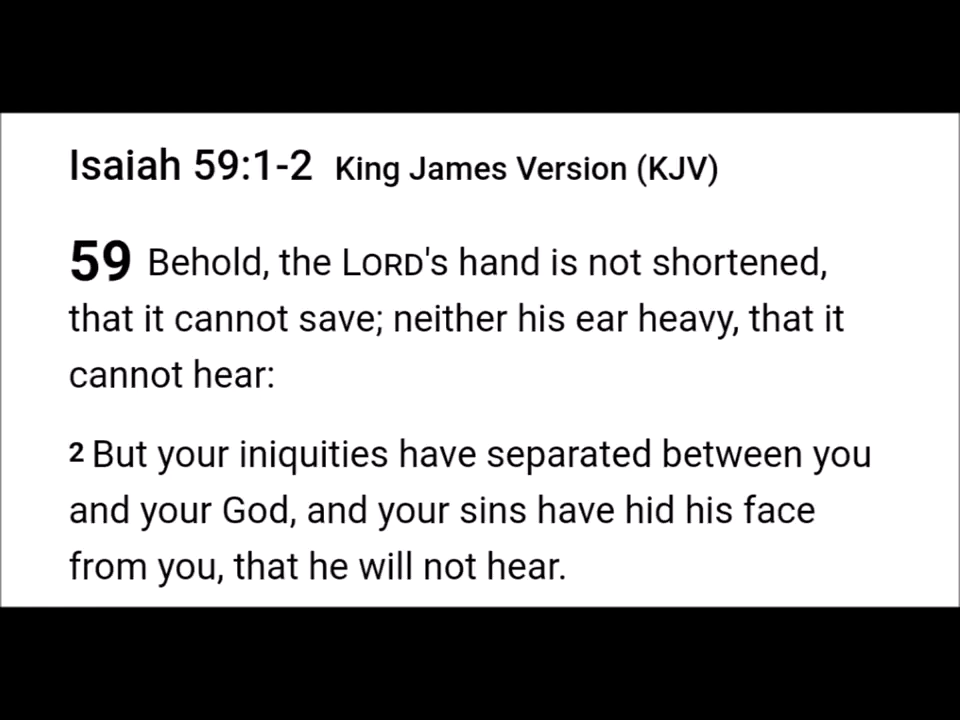 Isaiah 59:1-2 King James Version (KJV)
59 Behold, the LORD's hand is not shortened,
that it cannot save; neither his ear heavy, that it
cannot hear:
2 But your iniquities have separated between you
and your God, and your sins have hid his face
from you, that he will not hear.